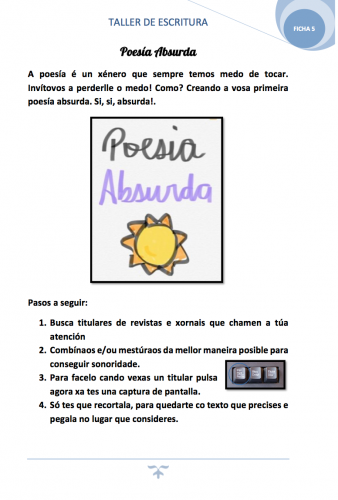 TALLER DE ESCRITURA
FICHA 5
Poesía Absurda
A poesía é un xénero que sempre temos medo de tocar.
Invítovos a perderlle o medo! Como? Creando a vosa primeira
poesía absurda. Si, si, absurda!.
Poesia
Absurda
Pasos a seguir:
1. Busca titulares de revistas e xornais que chamen a túa
atención
2. Combínaos e/ou mestúraos da mellor maneira posible para
conseguir sonoridade.
3. Para facelo cando vexas un titular pulsa
agora xa tes una captura de pantalla.
4. Só tes que recortala, para quedarte co texto que precises e
pegala no lugar que consideres.